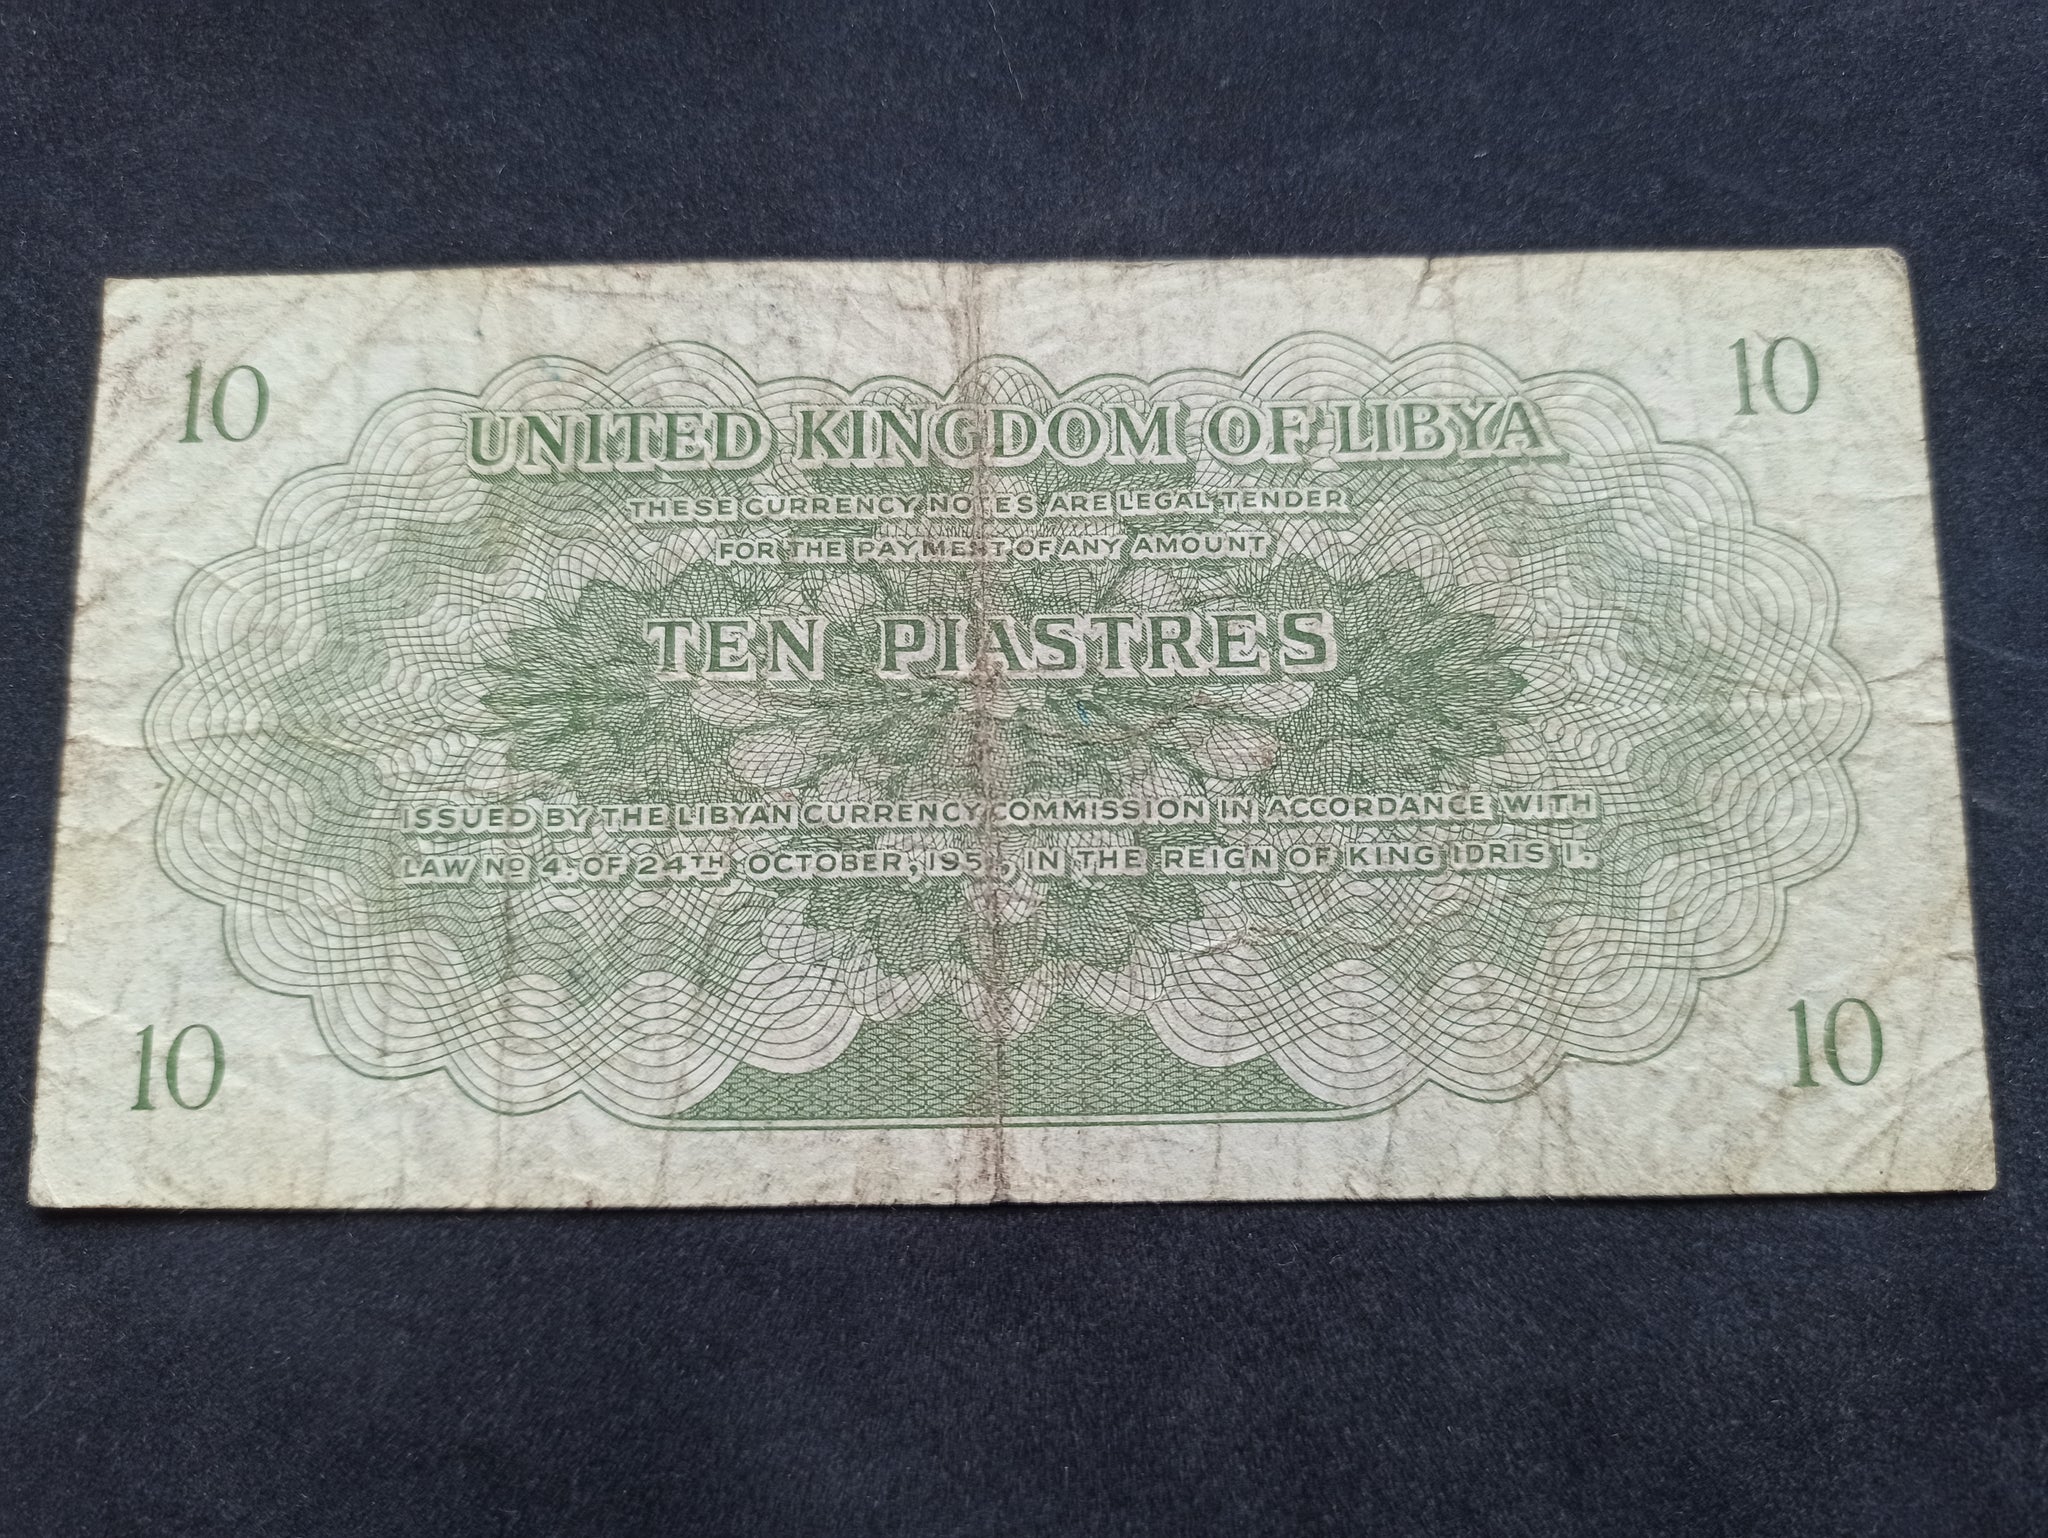 10 10
UNITED KINGDOM OF LIBYA
THESE CURRENCY NOTES ARE LEGAL TENDER
FOR THE PAYMENT OF ANY AMOUNT
TEN PIASTRES
ISSUED BY THE LIBYAN CURRENCY COMMISSION IN ACCORDANCE WITH
LAW Nº 4. OF 24TH OCTOBER, 1951, IN THE REIGN OF KING IDRIS I.
10 10